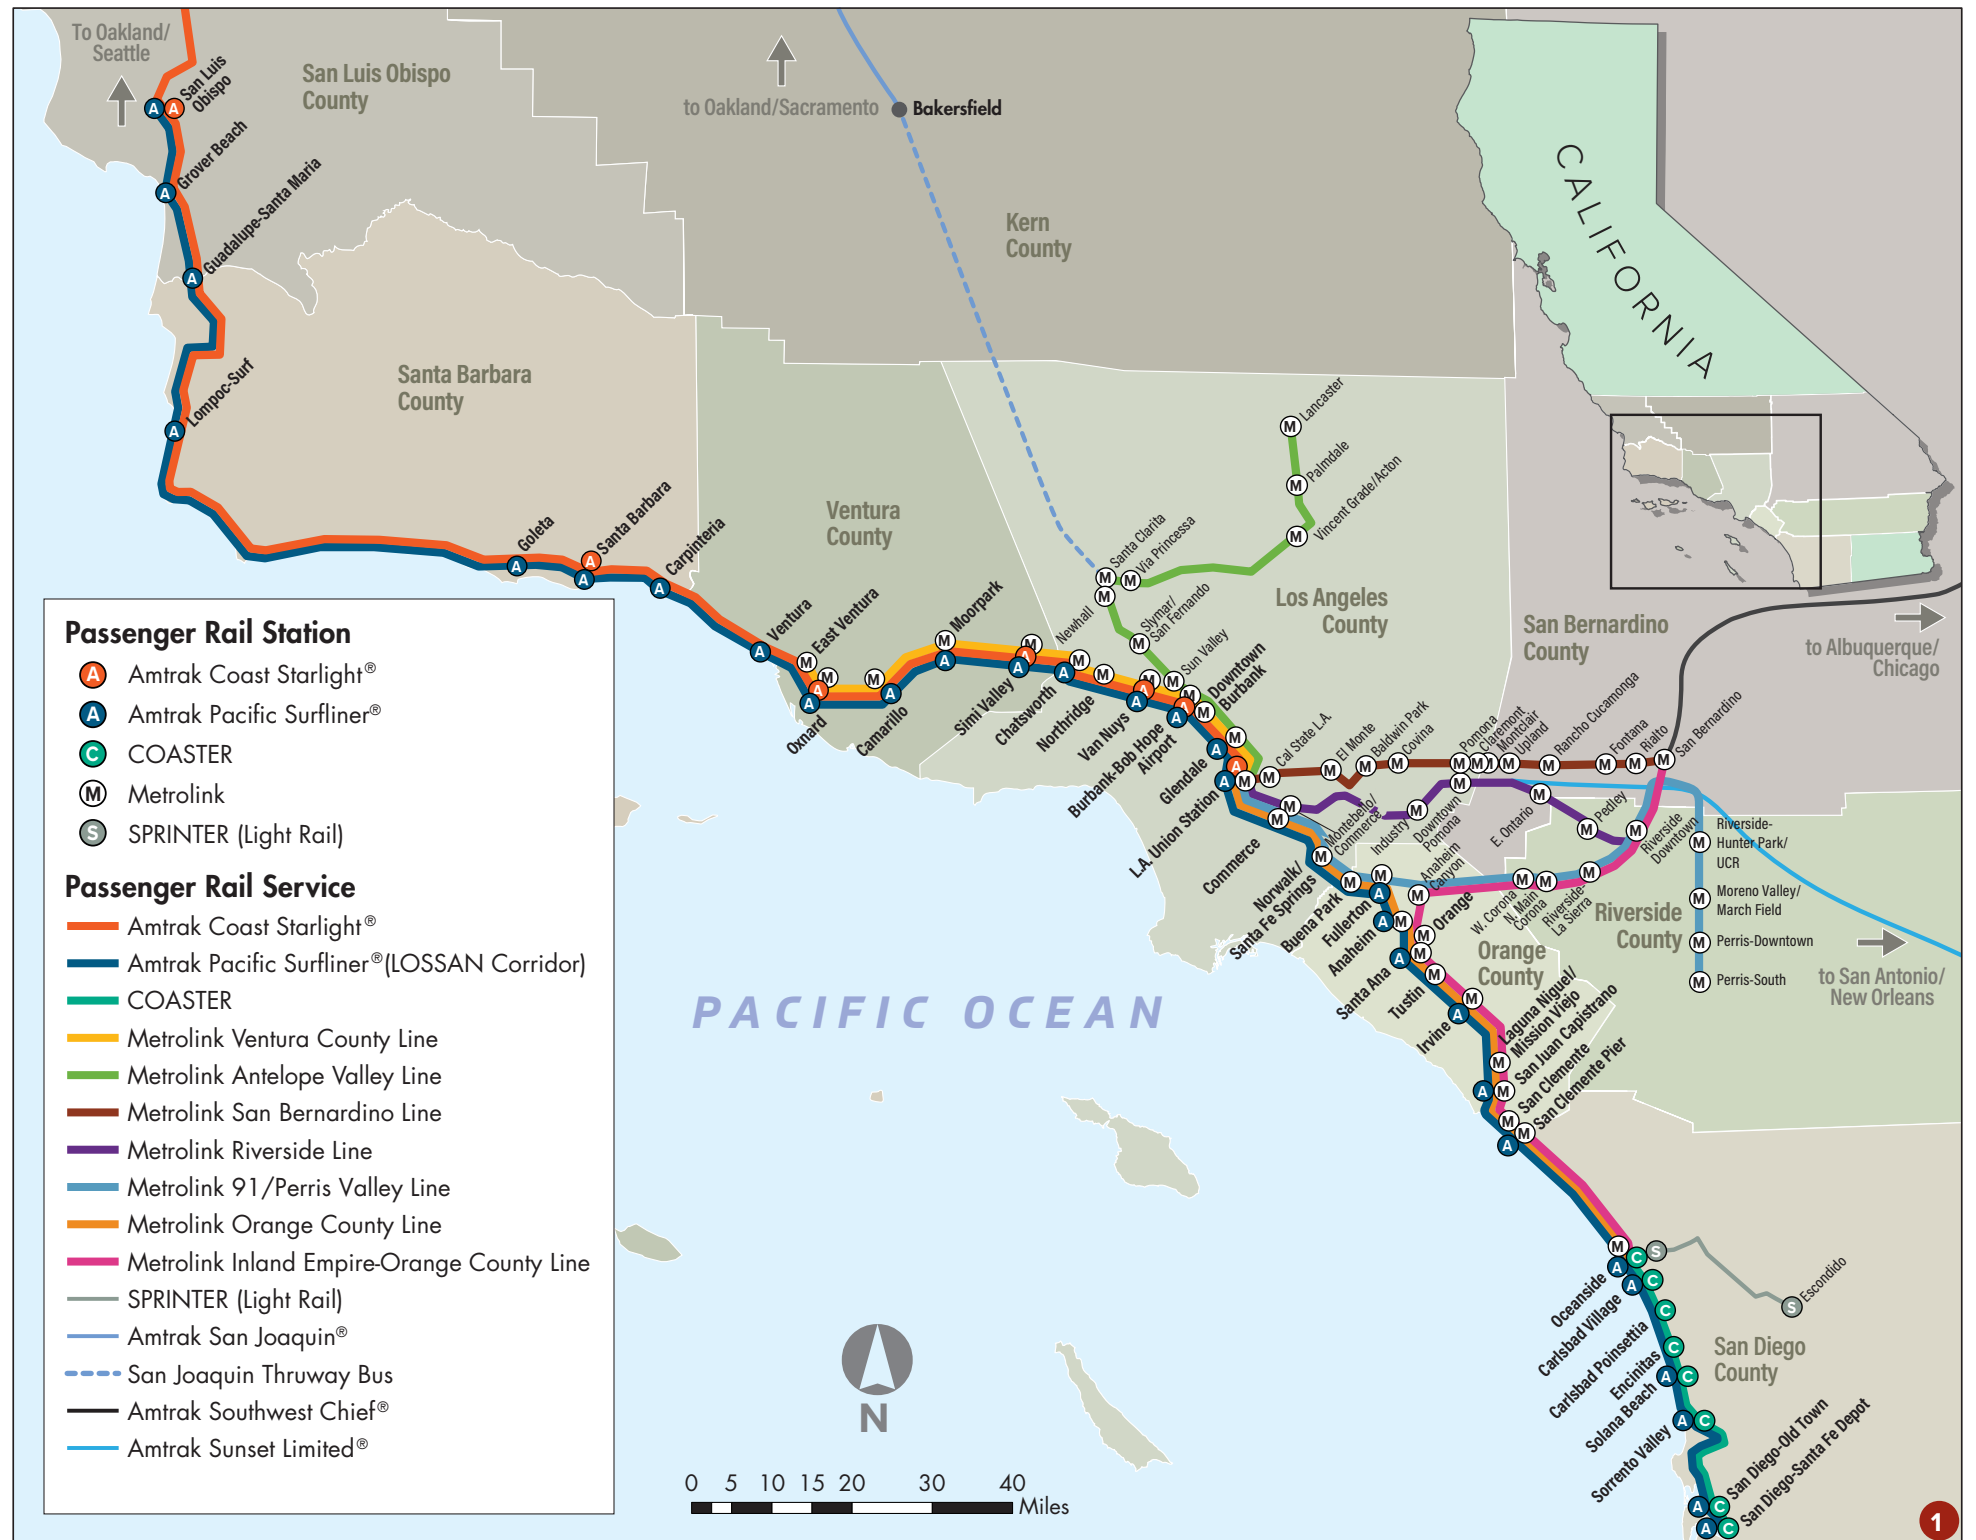 To Oakland/
Seattle
San Luis
Obispo
San Luis Obispo
County
to Oakland/Sacramento
Bakersfield
Grover Beach
Guadalupe-Santa Maria
Kern
County
CALIFORNIA
Lompoc-Surf
Santa Barbara
County
Lancaster
Palmdale
Vincent Grade/Acton
Goleta
Santa Barbara
Carpinteria
Ventura
County
Santa Clarita
Via Princessa
Newhall
Slymar/
San Fernando
Sun Valley
Los Angeles
County
San Bernardino
County
to Albuquerque/
Chicago
Ventura
East Ventura
Moorpark
Oxnard
Camarillo
Simi Valley
Chatsworth
Northridge
Van Nuys
Burbank-Bob Hope
Airport
Downtown
Burbank
Glendale
L.A. Union Station
Cal State L.A.
El Monte
Baldwin Park
Covina
Pomona
Claremont
Montclair
Upland
Rancho Cucamonga
Fontana
Rialto
San Bernardino
Commerce
Montebello/
Commerce
Industry
Downtown
Pomona
E. Ontario
Pedley
Riverside
Downtown
Riverside-
Hunter Park/
UCR
Moreno Valley/
March Field
Perris-Downtown
Perris-South
Norwalk/
Santa Fe Springs
Buena Park
Fullerton
Anaheim
Anaheim
Canyon
Orange
W. Corona
N. Main
Corona
Riverside-
La Sierra
Riverside
County
Orange
County
to San Antonio/
New Orleans
Santa Ana
Tustin
Irvine
Laguna Niguel/
Mission Viejo
San Juan Capistrano
San Clemente
San Clemente Pier
PACIFIC OCEAN
Oceanside
Carlsbad Village
Carlsbad Poinsettia
Encinitas
Solana Beach
Sorrento Valley
San Diego-Old Town
San Diego-Santa Fe Depot
Escondido
San Diego
County
Passenger Rail Station
A Amtrak Coast Starlight®
A Amtrak Pacific Surfliner®
C COASTER
M Metrolink
S SPRINTER (Light Rail)
Passenger Rail Service
Amtrak Coast Starlight®
Amtrak Pacific Surfliner®(LOSSAN Corridor)
COASTER
Metrolink Ventura County Line
Metrolink Antelope Valley Line
Metrolink San Bernardino Line
Metrolink Riverside Line
Metrolink 91/Perris Valley Line
Metrolink Orange County Line
Metrolink Inland Empire-Orange County Line
SPRINTER (Light Rail)
Amtrak San Joaquin®
San Joaquin Thruway Bus
Amtrak Southwest Chief®
Amtrak Sunset Limited®
N
0 5 10 15 20 30 40
Miles
1